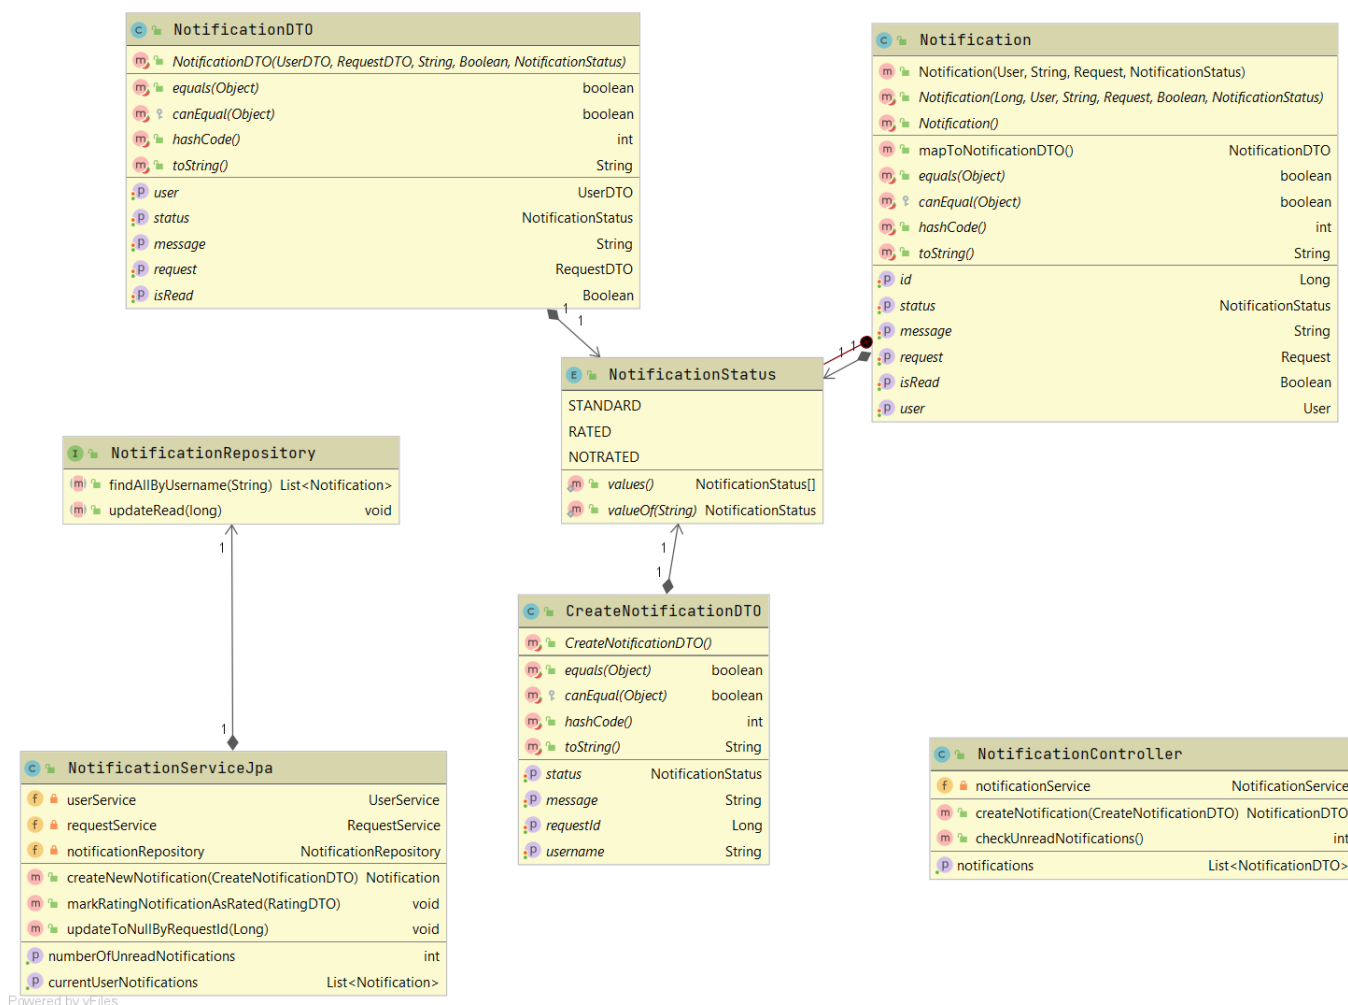 NotificationDTO
NotificationDTO(UserDTO, RequestDTO, String, Boolean, NotificationStatus)
equals(Object) boolean
canEqual(Object) boolean
hashCode() int
toString() String
user UserDTO
status NotificationStatus
message String
request RequestDTO
isRead Boolean
1
1
Notification
Notification(User, String, Request, NotificationStatus)
Notification(Long, User, String, Request, Boolean, NotificationStatus)
Notification()
mapToNotificationDTO() NotificationDTO
equals(Object) boolean
canEqual(Object) boolean
hashCode() int
toString() String
id Long
status NotificationStatus
message String
request Request
isRead Boolean
user User
1 1
NotificationStatus
STANDARD
RATED
NOTRATED
values() NotificationStatus[]
valueOf(String) NotificationStatus
1
1
NotificationRepository
findAllByUsername(String) List<Notification>
updateRead(long) void
1
1
CreateNotificationDTO
CreateNotificationDTO()
equals(Object) boolean
canEqual(Object) boolean
hashCode() int
toString() String
status NotificationStatus
message String
requestId Long
username String
NotificationServiceJpa
userService UserService
requestService RequestService
notificationRepository NotificationRepository
createNewNotification(CreateNotificationDTO) Notification
markRatingNotificationAsRated(RatingDTO) void
updateToNullByRequestId(Long) void
numberOfUnreadNotifications int
currentUserNotifications List<Notification>
NotificationController
notificationService NotificationService
createNotification(CreateNotificationDTO) NotificationDTO
checkUnreadNotifications() int
notifications List<NotificationDTO>
Powered by yFiles